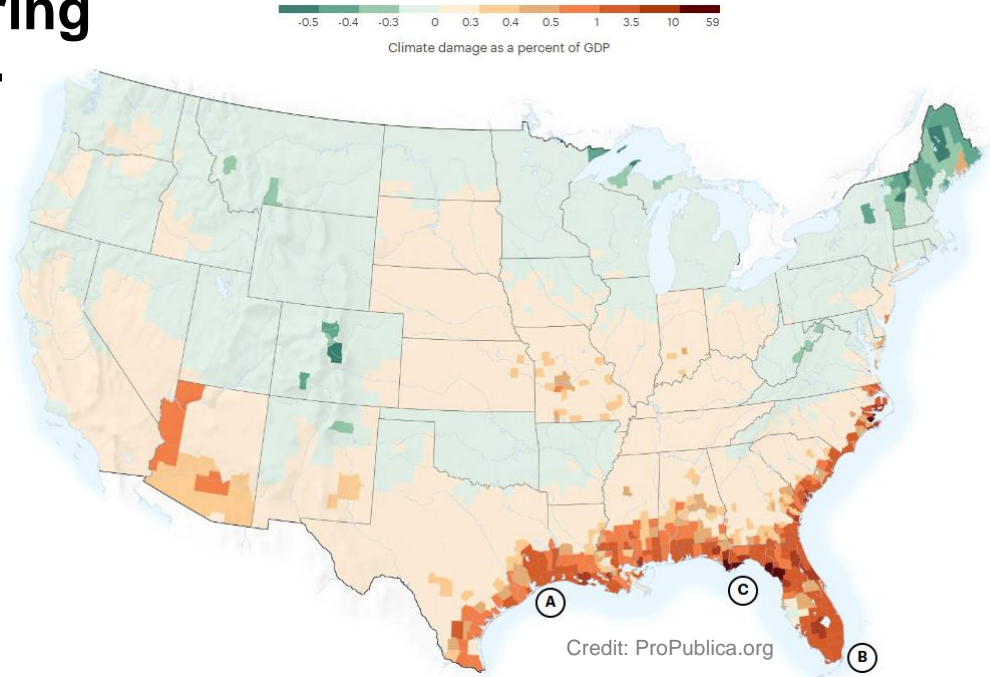 -0.5 -0.4 -0.3 0 0.3 0.4 0.5 1 3.5 10 59
Climate damage as a percent of GDP
A
C
B
Credit: ProPublica.org